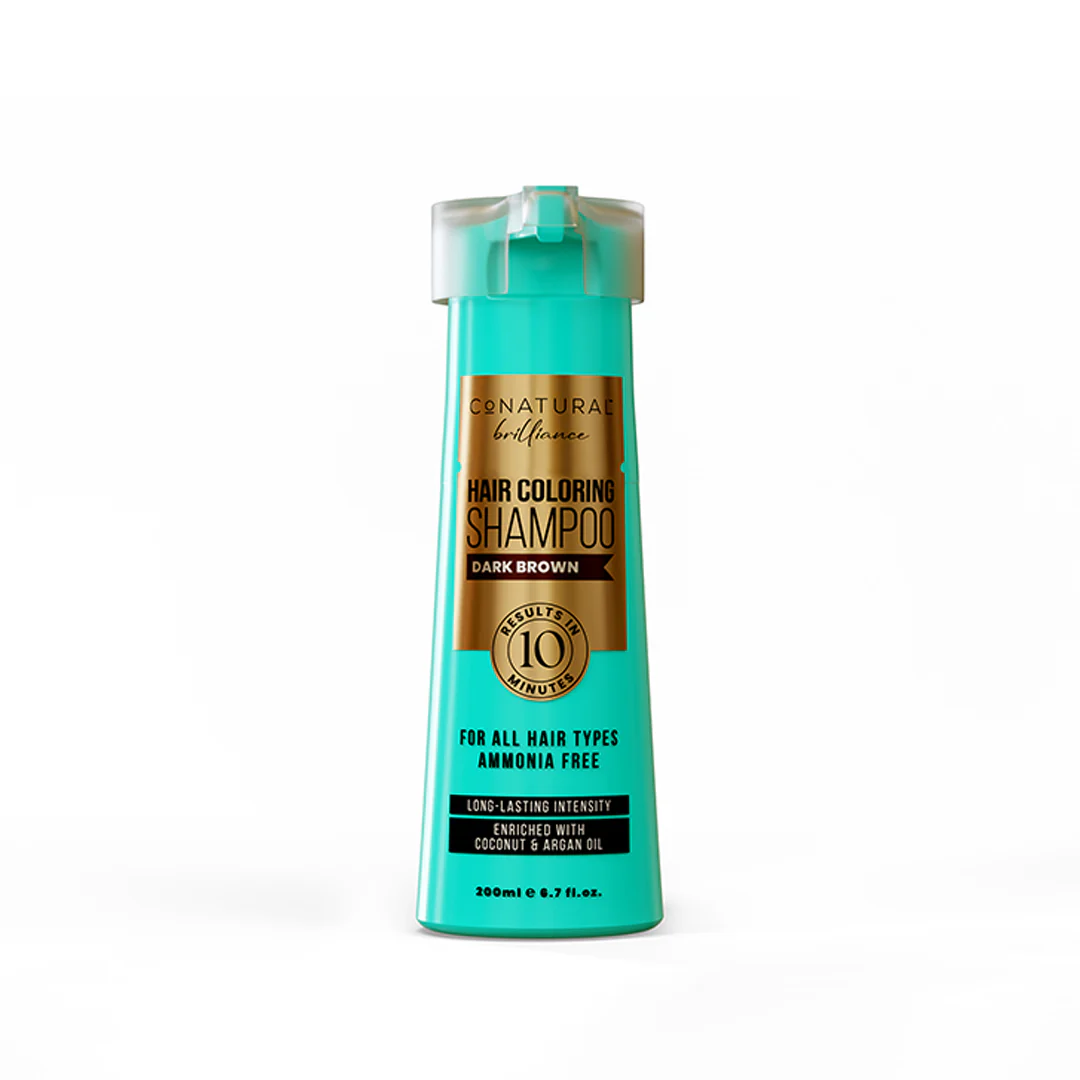 CoNATURAL
brilliance
HAIR COLORING
SHAMPOO
DARK BROWN
RESULTS IN
10
MINUTES
FOR ALL HAIR TYPES
AMMONIA FREE
LONG-LASTING INTENSITY
ENRICHED WITH
COCONUT & ARGAN OIL
200ml e 6.7 fl.oz.